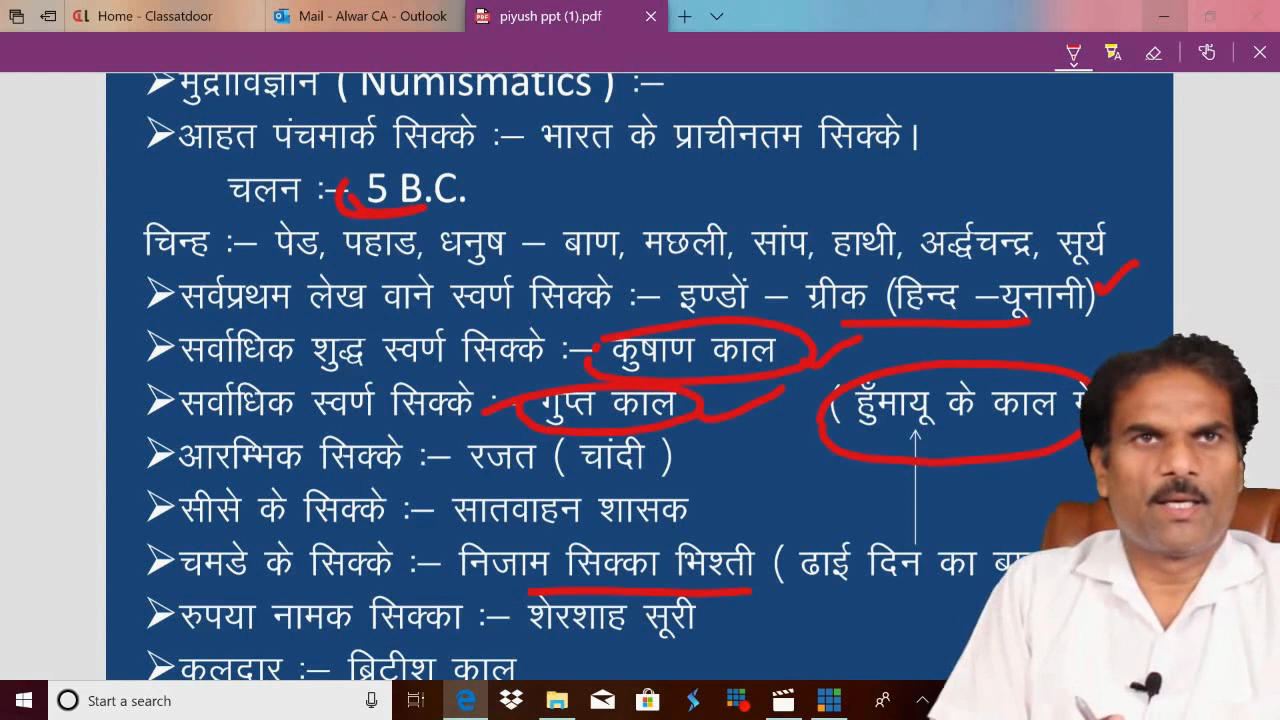 Home - Classatdoor
Mail - Alwar CA - Outlook
piyush ppt (1).pdf
मुद्राविज्ञान ( Numismatics ) :–
➢आहत पंचमार्क सिक्के :– भारत के प्राचीनतम सिक्के।
चलन :– 5 B.C.
चिन्ह :– पेड, पहाड, धनुष – बाण, मछली, सांप, हाथी, अर्द्धचन्द्र, सूर्य
➢सर्वप्रथम लेख वाने स्वर्ण सिक्के :– इण्डों – ग्रीक (हिन्द –यूनानी)
➢सर्वाधिक शुद्ध स्वर्ण सिक्के :– कुषाण काल
➢सर्वाधिक स्वर्ण सिक्के :– गुप्त काल ( हुँमायू के काल
➢आरम्भिक सिक्के :– रजत ( चांदी )
➢सीसे के सिक्के :– सातवाहन शासक
➢चमडे के सिक्के :– निजाम सिक्का भिश्ती ( ढाई दिन का
➢रुपया नामक सिक्का :– शेरशाह सूरी
➢कलदार :– ब्रिटीश काल
Start a search